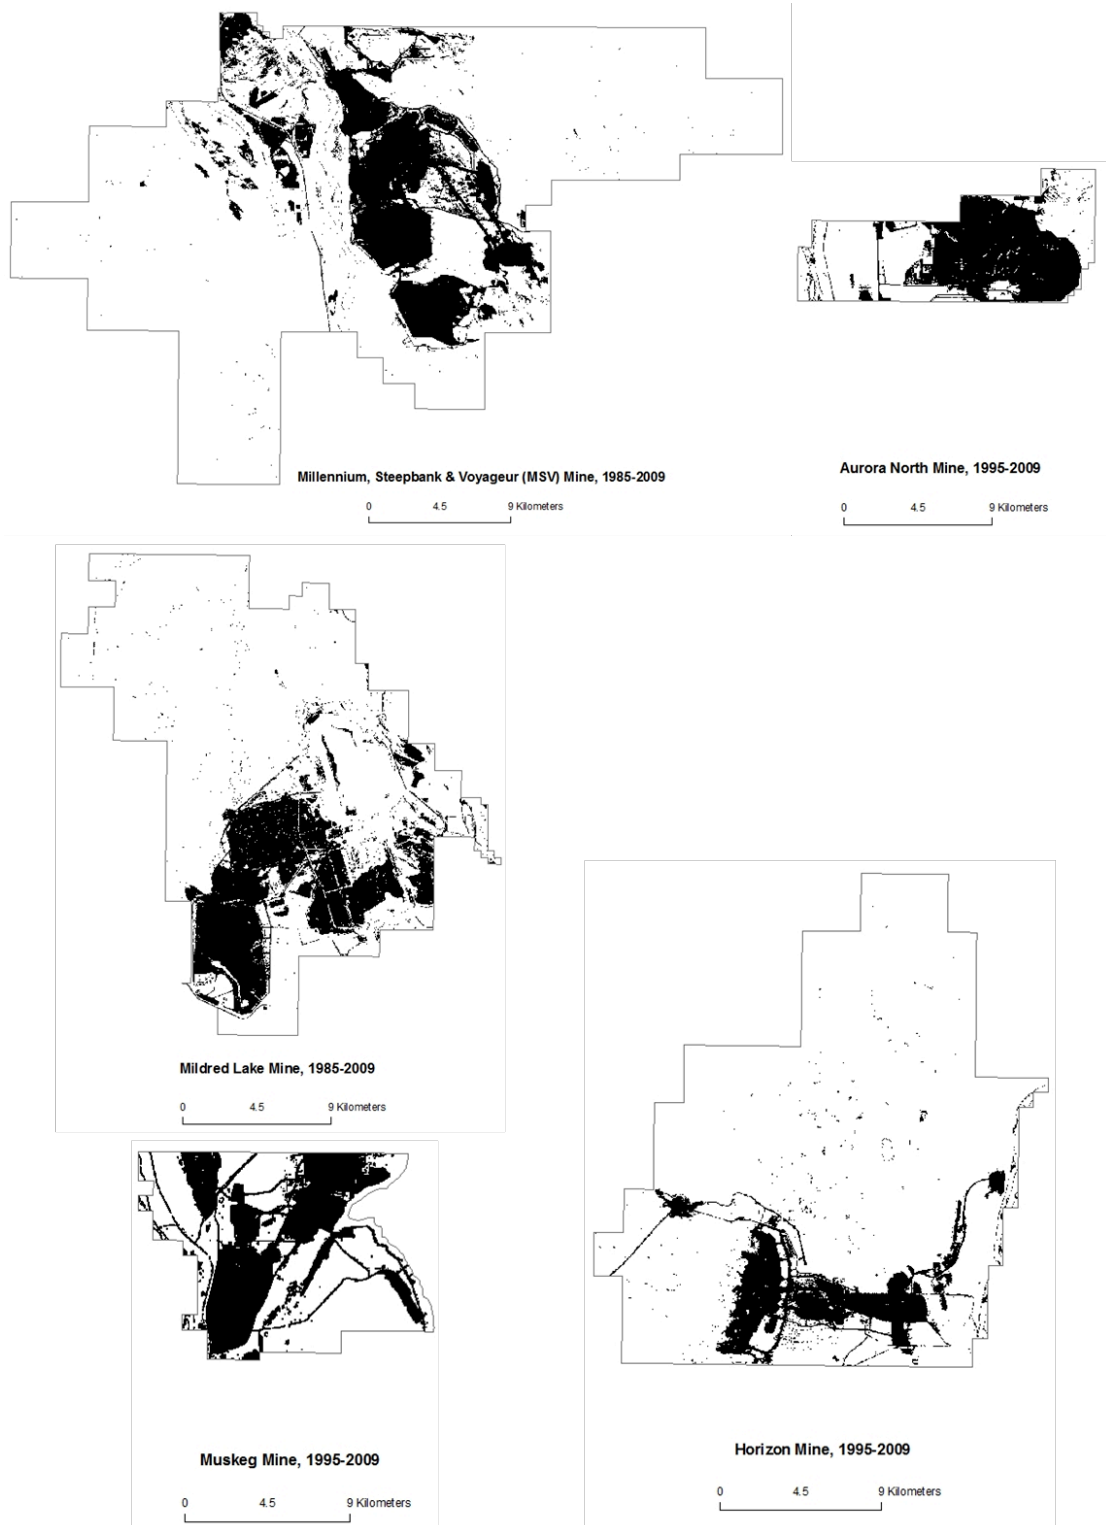 Millennium, Steepbank & Voyageur (MSV) Mine, 1985-2009
0 4.5 9 Kilometers
Aurora North Mine, 1995-2009
0 4.5 9 Kilometers
Mildred Lake Mine, 1985-2009
0 4.5 9 Kilometers
Muskeg Mine, 1995-2009
0 4.5 9 Kilometers
Horizon Mine, 1995-2009
0 4.5 9 Kilometers